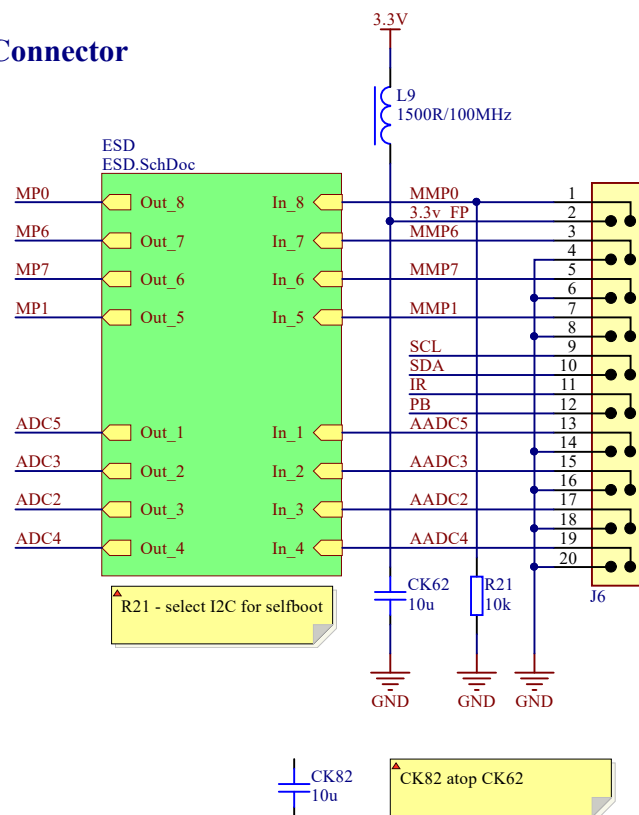 3.3V
Connector
L9
1500R/100MHz
ESD
ESD.SchDoc
MP0 Out_8 In_8 MMP0 1
3.3v_FP 2
MP6 Out_7 In_7 MMP6 3
4
MP7 Out_6 In_6 MMP7 5
6
MP1 Out_5 In_5 MMP1 7
8
SCL 9
SDA 10
IR 11
PB 12
ADC5 Out_1 In_1 AADC5 13
14
ADC3 Out_2 In_2 AADC3 15
16
ADC2 Out_3 In_3 AADC2 17
18
ADC4 Out_4 In_4 AADC4 19
20
CK62 R21 J6
10u 10k
R21 - select I2C for selfboot
GND GND GND
CK82 CK82 atop CK62
10u